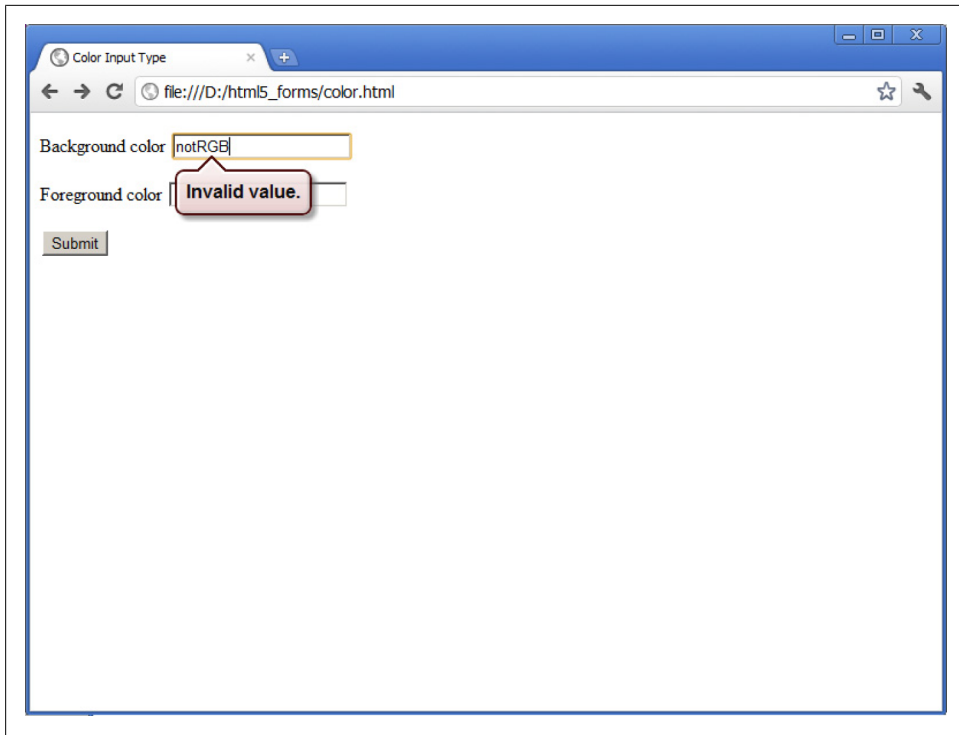 Color Input Type
file:///D:/html5_forms/color.html
Background color notRGB
Invalid value.
Foreground color
Submit